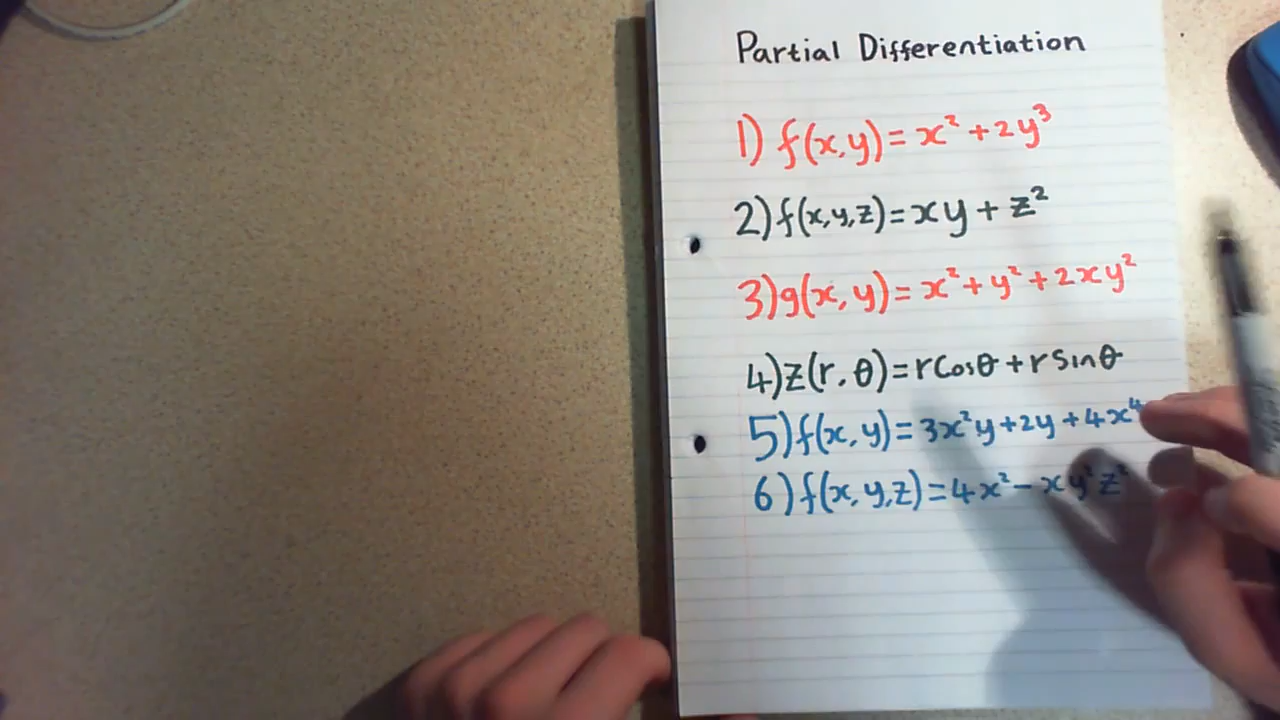 Partial Differentiation
1) f(x,y) = x² + 2y³
2) f(x,y,z) = xy + z²
3) g(x,y) = x² + y² + 2xy²
4) z(r,θ) = rcosθ + rsinθ
5) f(x,y) = 3x²y + 2y + 4x⁴
6) f(x,y,z) = 4x² - xy²z²